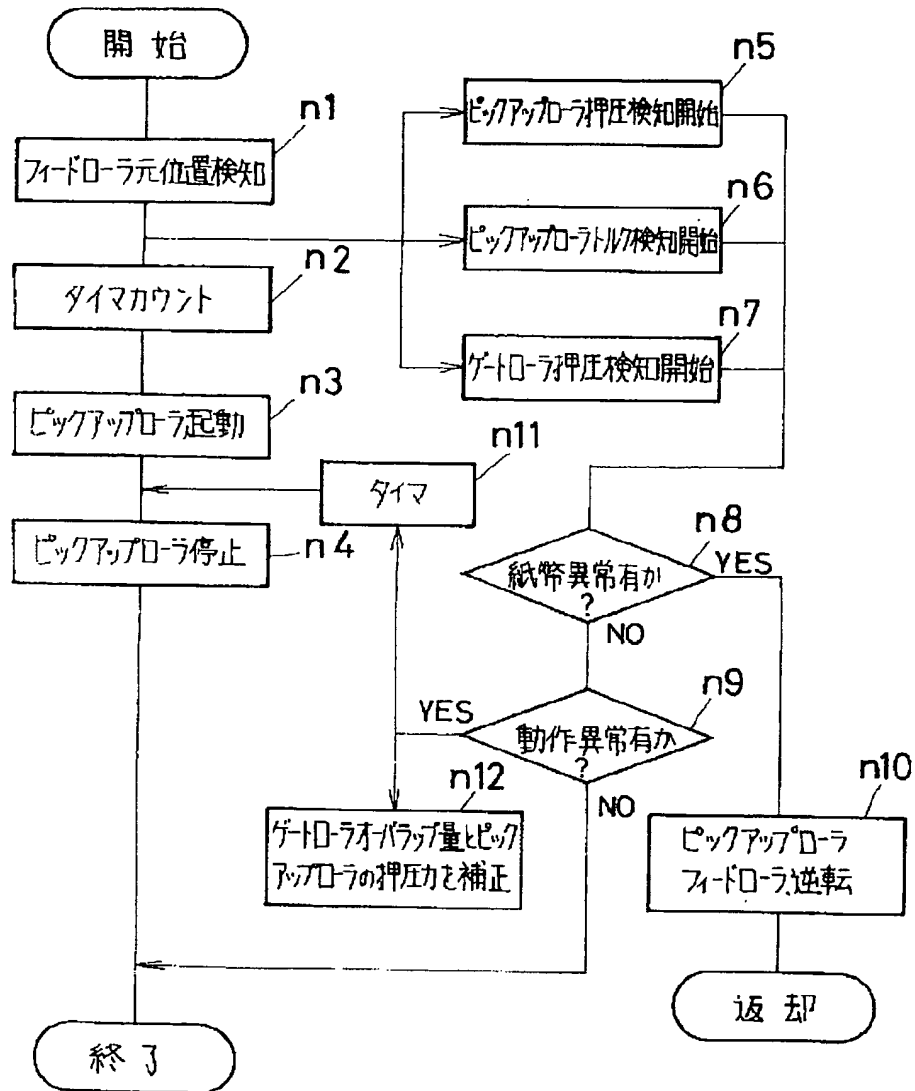 開始
n1
フィードローラ元位置検知
n2
タイマカウント
n3
ピックアップローラ起動
n11
タイマ
ピックアップローラ停止
n4
n5
ピックアップローラ押圧検知開始
n6
ピックアップローラトルク検知開始
n7
ゲートローラ押圧検知開始
n8
紙幣異常有か
?
YES
NO
n9
動作異常有か
?
YES
NO
n12
ゲートローラオーバラップ量とピック
アップローラの押圧力を補正
n10
ピックアップローラ
フィードローラ逆転
返却
終了